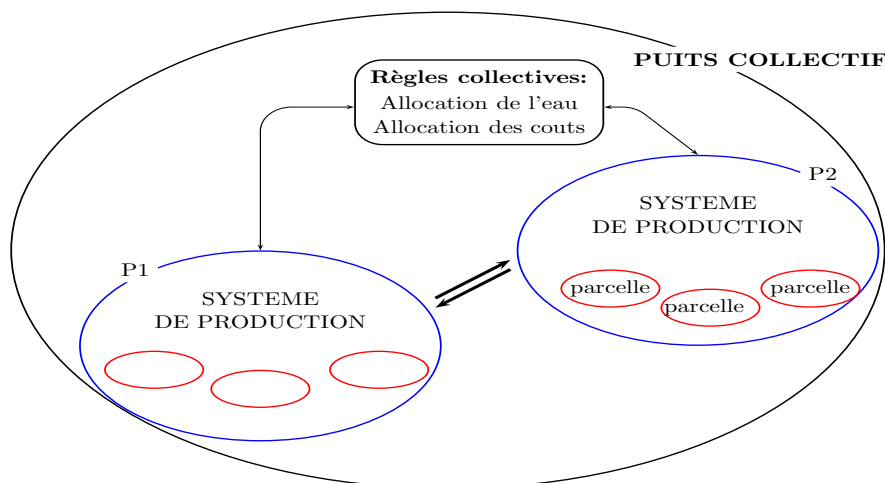 PUITS COLLECTIF
Règles collectives:
Allocation de l'eau
Allocation des couts
P2
SYSTEME
DE PRODUCTION
parcelle
parcelle
parcelle
P1
SYSTEME
DE PRODUCTION